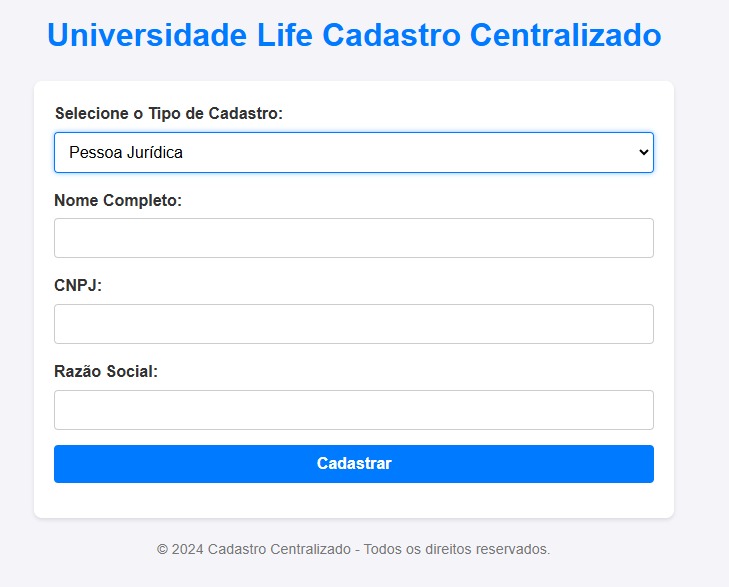 Universidade Life Cadastro Centralizado
Selecione o Tipo de Cadastro:
Pessoa Jurídica
Nome Completo:
CNPJ:
Razão Social:
Cadastrar
© 2024 Cadastro Centralizado - Todos os direitos reservados.